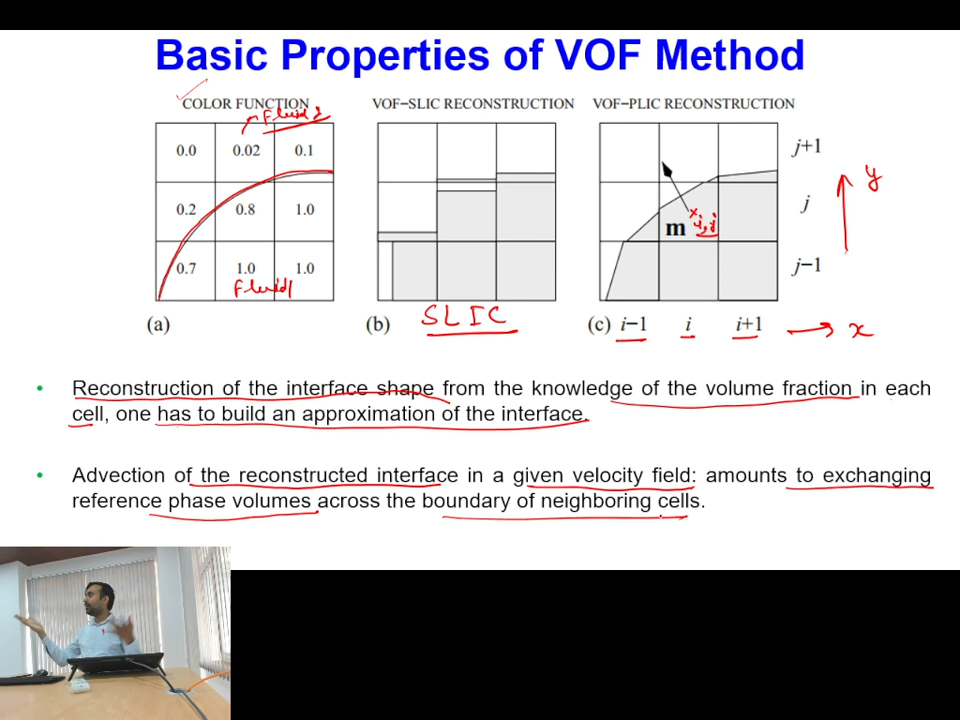 Basic Properties of VOF Method
COLOR FUNCTION
VOF-SLIC RECONSTRUCTION
VOF-PLIC RECONSTRUCTION
Fluid 2
0.0 0.02 0.1
0.2 0.8 1.0
0.7 1.0 1.0
Fluid 1
m i,j
j+1
j
j-1
y
(a)
(b) SLIC
(c) i-1 i i+1 x
• Reconstruction of the interface shape from the knowledge of the volume fraction in each
cell, one has to build an approximation of the interface.
• Advection of the reconstructed interface in a given velocity field: amounts to exchanging
reference phase volumes across the boundary of neighboring cells.